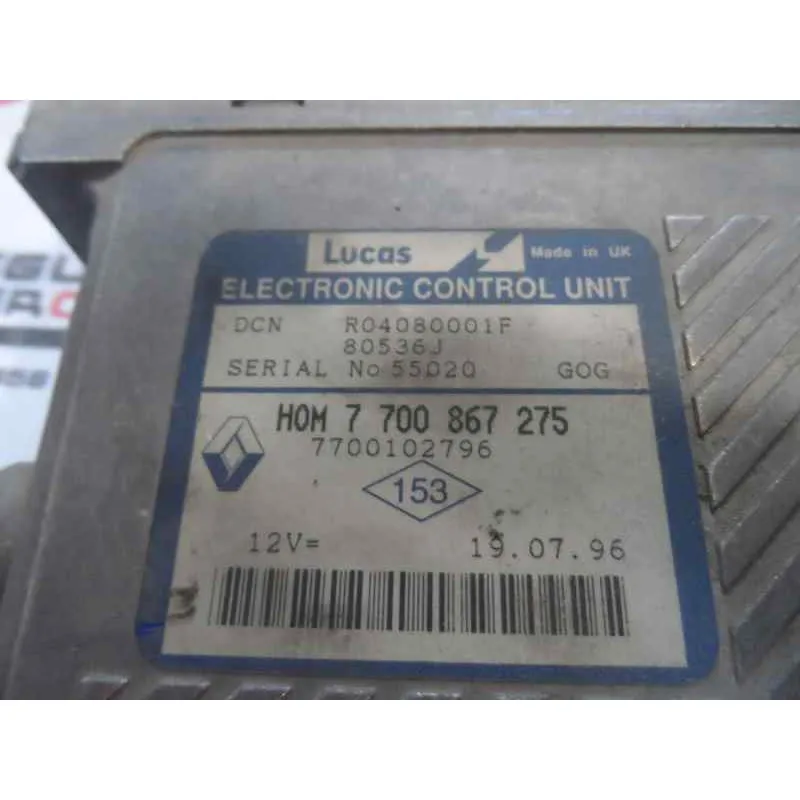 Lucas Made in UK
ELECTRONIC CONTROL UNIT
DCN R04080001F
80536J
SERIAL No 55020 GOG
HOM 7 700 867 275
7700102796
153
12V= 19.07.96